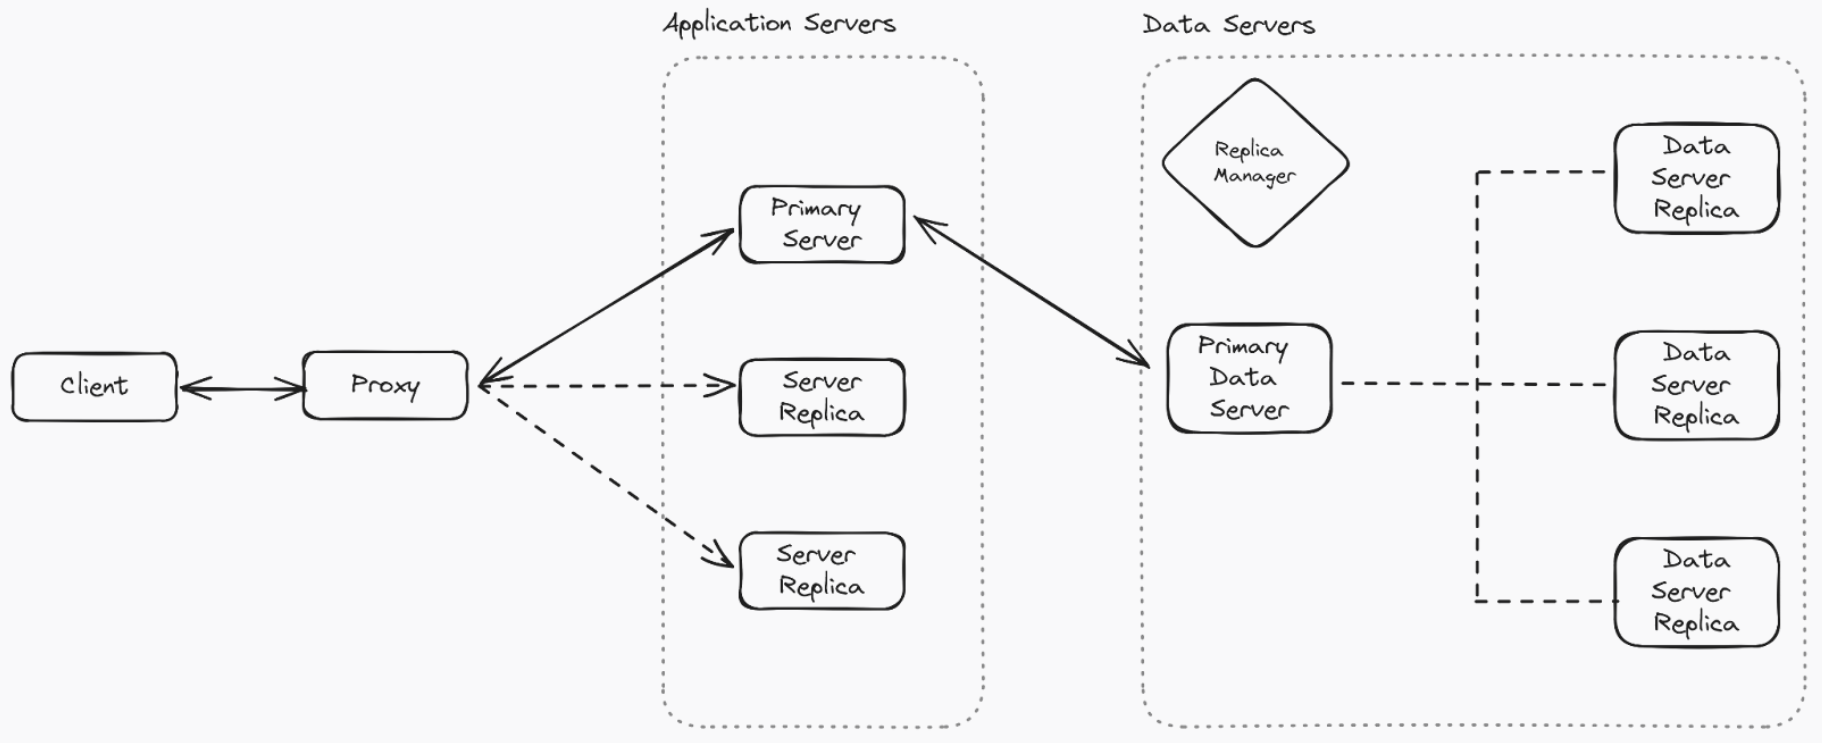 Application Servers
Data Servers
Replica
Manager
Data
Server
Replica
Primary
Server
Primary
Data
Server
Client
Proxy
Server
Replica
Data
Server
Replica
Server
Replica
Data
Server
Replica